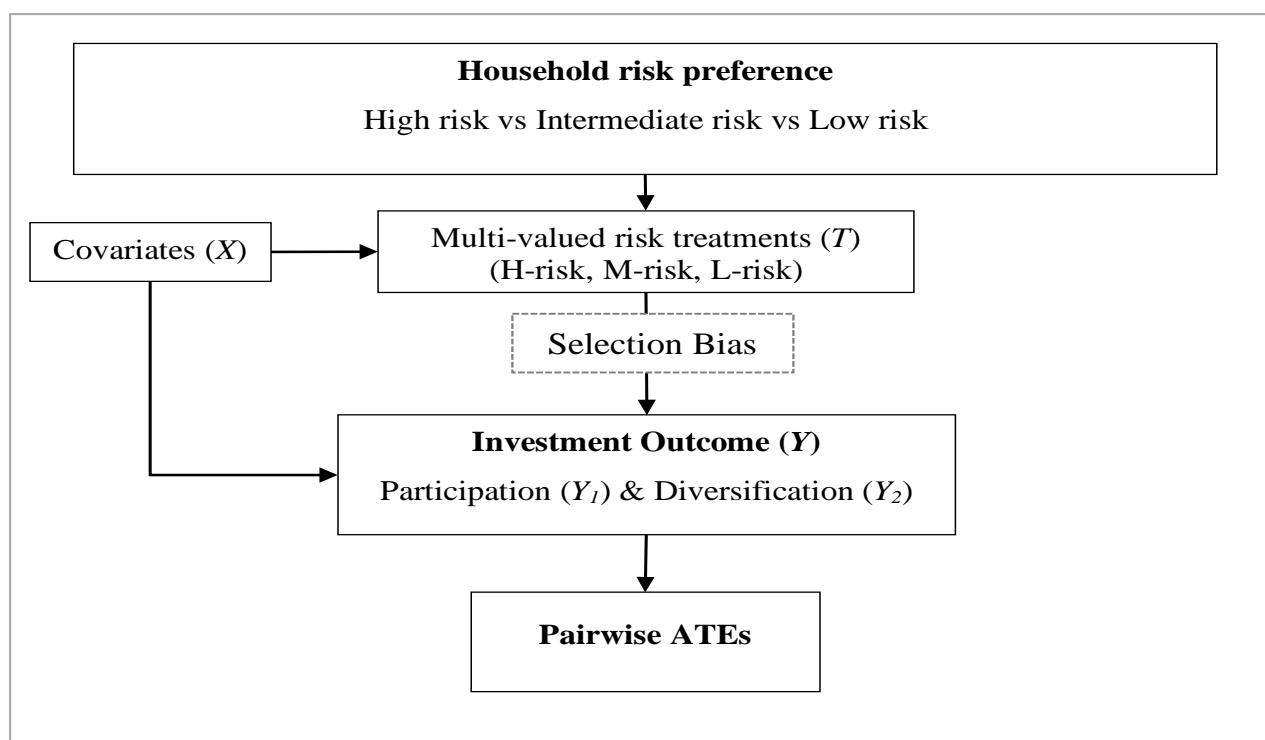 Household risk preference
High risk vs Intermediate risk vs Low risk
Covariates (X)
Multi-valued risk treatments (T)
(H-risk, M-risk, L-risk)
Selection Bias
Investment Outcome (Y)
Participation (Y₁) & Diversification (Y₂)
Pairwise ATEs